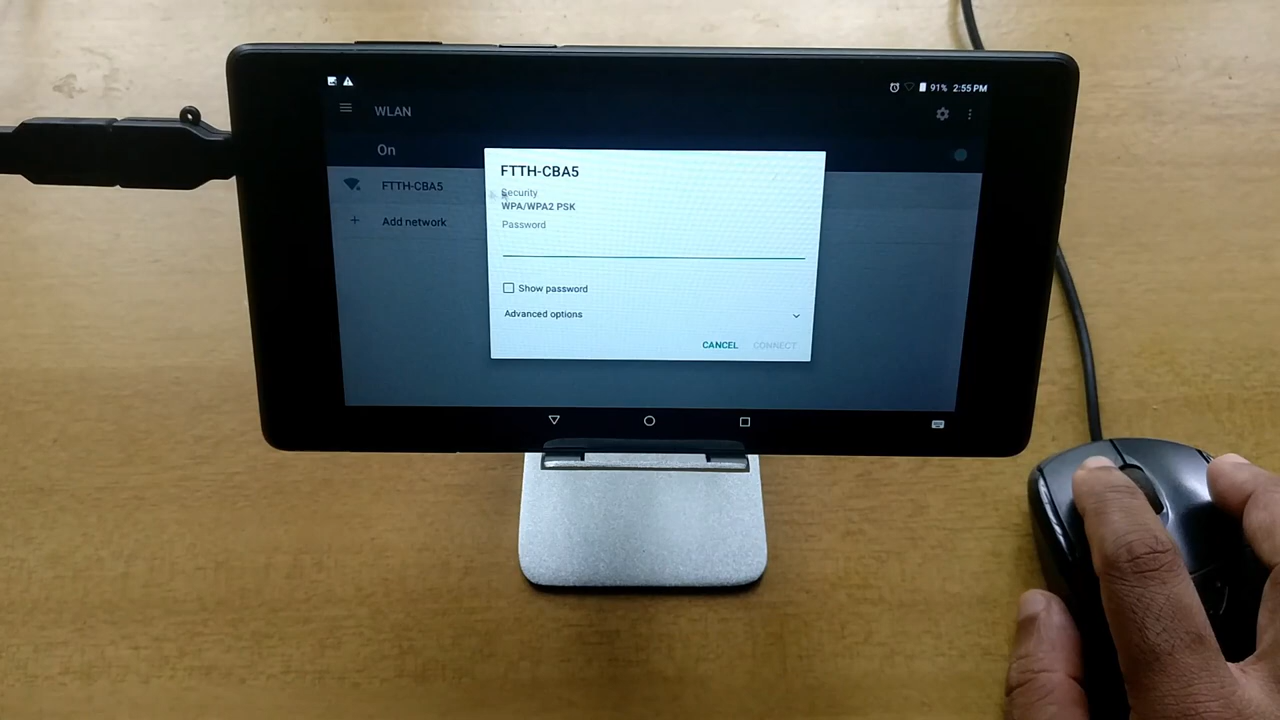 91% 2:55 PM
WLAN
On
FTTH-CBA5
Add network
FTTH-CBA5
Security
WPA/WPA2 PSK
Password
Show password
Advanced options
CANCEL CONNECT